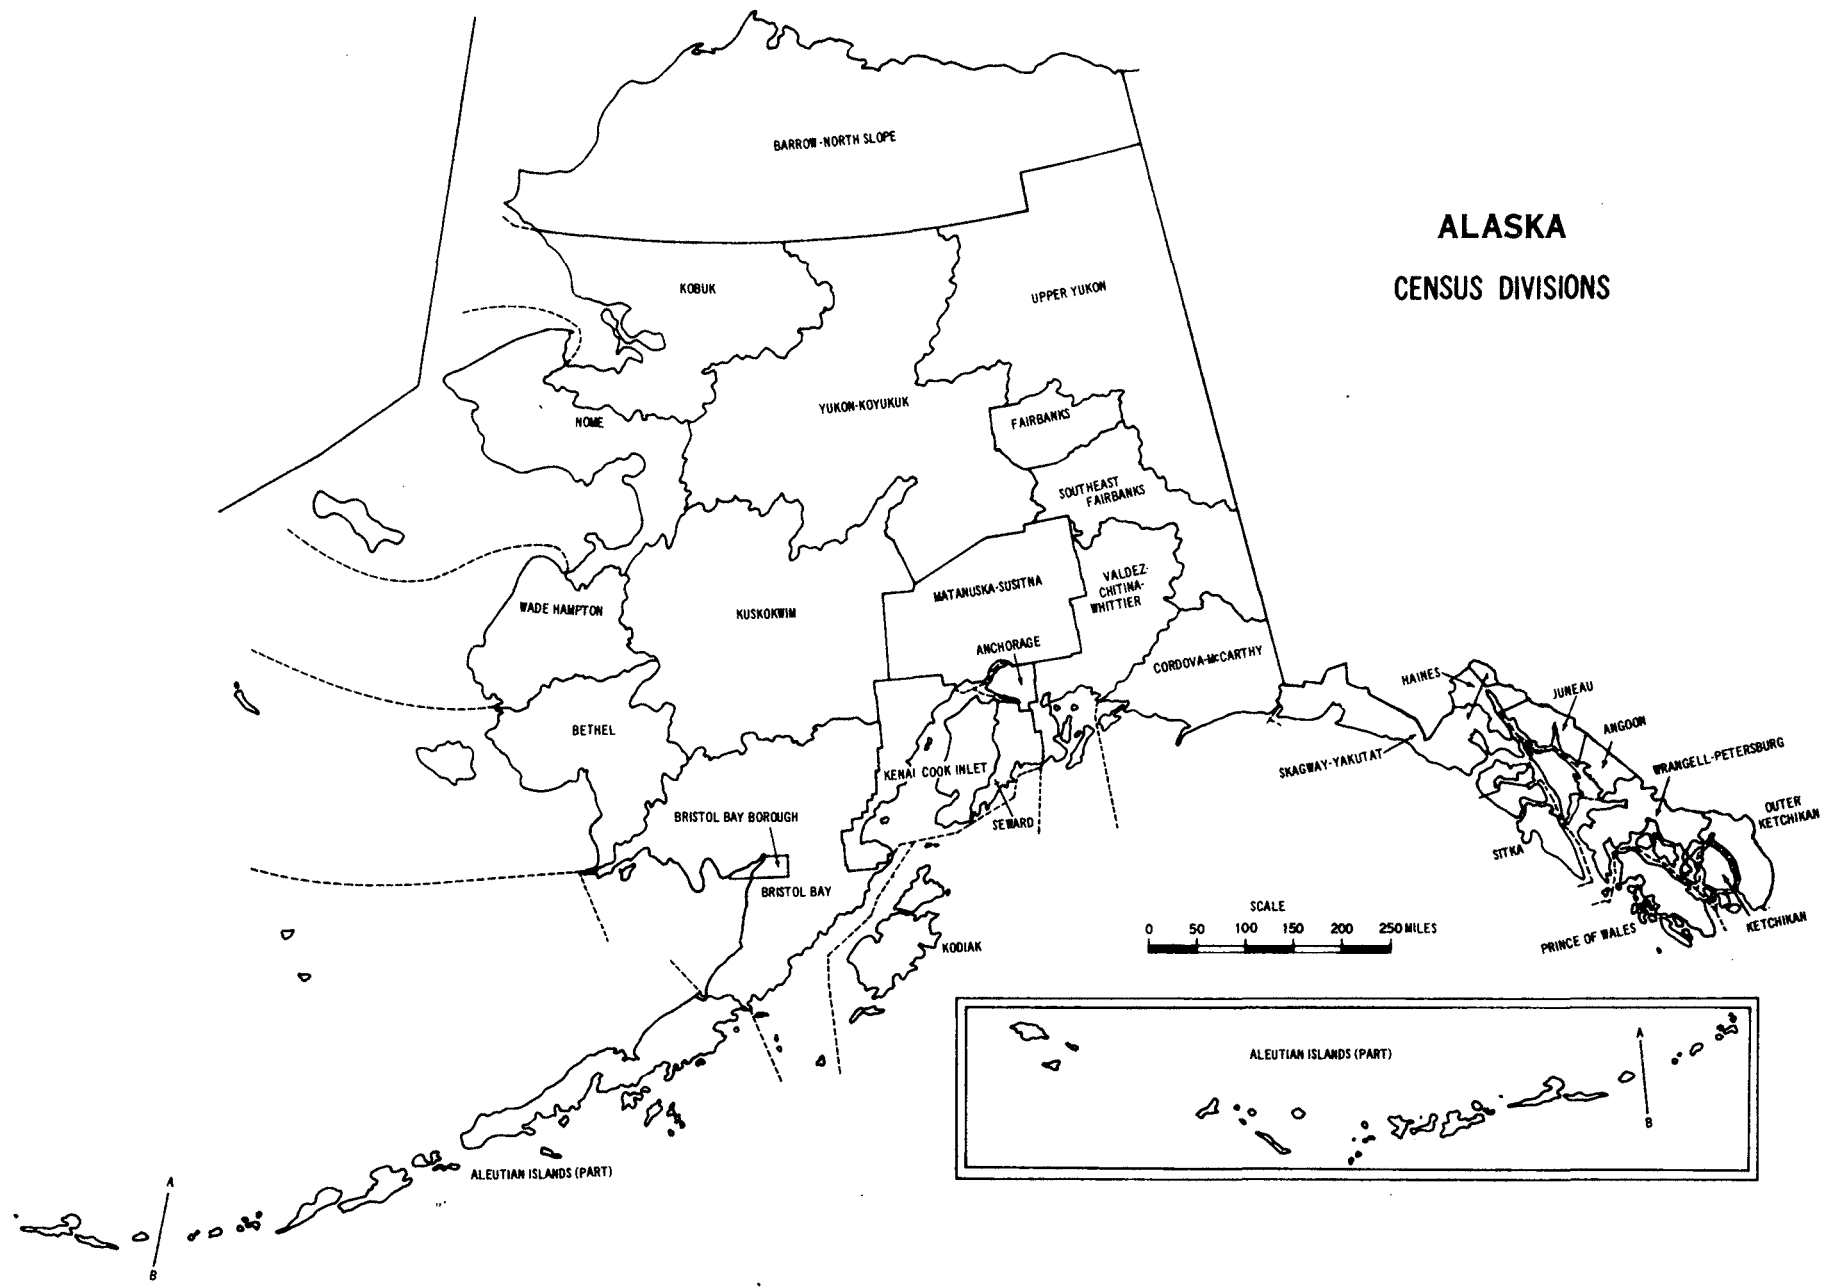 BARROW-NORTH SLOPE
ALASKA
CENSUS DIVISIONS
KOBUK
UPPER YUKON
YUKON-KOYUKUK
NOME
FAIRBANKS
SOUTHEAST
FAIRBANKS
VALDEZ-
CHITINA-
WHITTIER
MATANUSKA-SUSITNA
WADE HAMPTON
KUSKOKWIM
ANCHORAGE
CORDOVA-McCARTHY
HAINES
JUNEAU
ANGOON
BETHEL
SKAGWAY-YAKUTAT
WRANGELL-PETERSBURG
KENAI COOK INLET
OUTER
KETCHIKAN
BRISTOL BAY BOROUGH
SEWARD
SITKA
BRISTOL BAY
SCALE
0 50 100 150 200 250 MILES
KETCHIKAN
PRINCE OF WALES
KODIAK
ALEUTIAN ISLANDS (PART)
A
B
ALEUTIAN ISLANDS (PART)
A
B